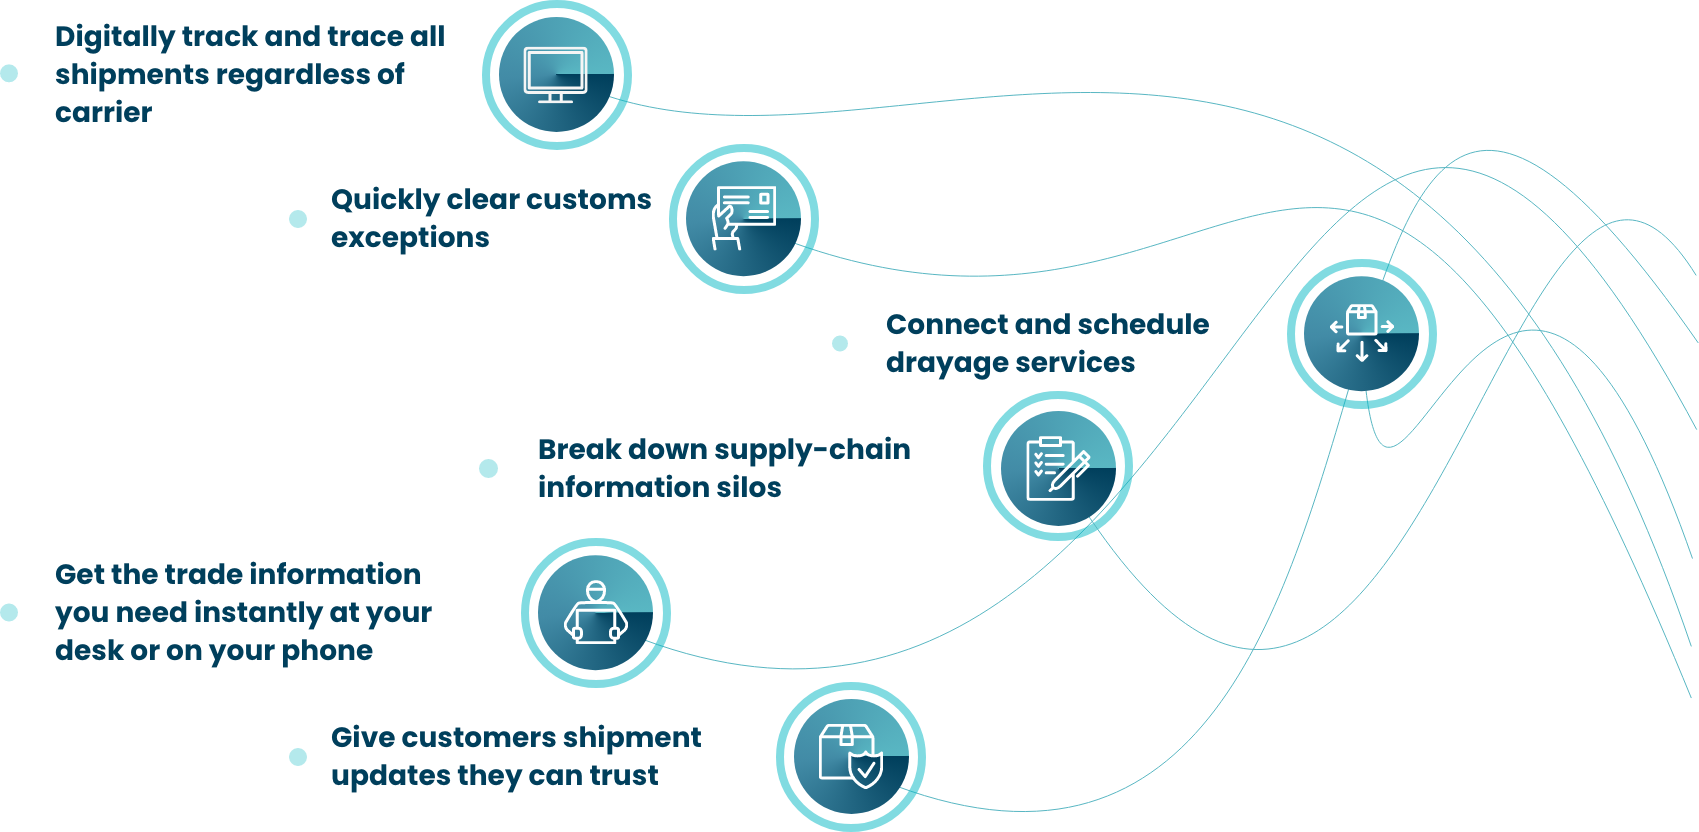 Digitally track and trace all
shipments regardless of
carrier
Quickly clear customs
exceptions
Connect and schedule
drayage services
Break down supply-chain
information silos
Get the trade information
you need instantly at your
desk or on your phone
Give customers shipment
updates they can trust